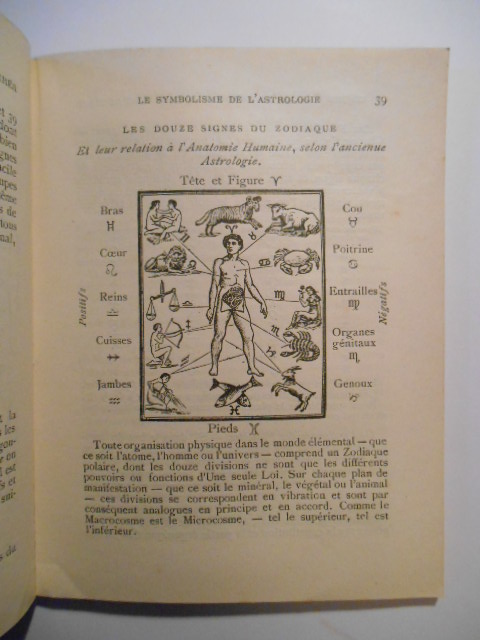 LE SYMBOLISME DE L'ASTROLOGIE 39
LES DOUZE SIGNES DU ZODIAQUE
Et leur relation à l'Anatomie Humaine, selon l'ancienne
Astrologie.
Tête et Figure ♈
Bras
Cou
♉
Cœur
♌
Poitrine
♋
Reins
♎
Entrailles
♍
Cuisses
Organes
génitaux
♏
Jambes
♒
Genoux
Positifs
Négatifs
Pieds ♓
Toute organisation physique dans le monde élémental — que
ce soit l'atome, l'homme ou l'univers — comprend un Zodiaque
polaire, dont les douze divisions ne sont que les différents
pouvoirs ou fonctions d'Une seule Loi. Sur chaque plan de
manifestation — que ce soit le minéral, le végétal ou l'animal
— ces divisions se correspondent en vibration et sont par
conséquent analogues en principe et en accord. Comme le
Macrocosme est le Microcosme, — tel le supérieur, tel est
l'inférieur.